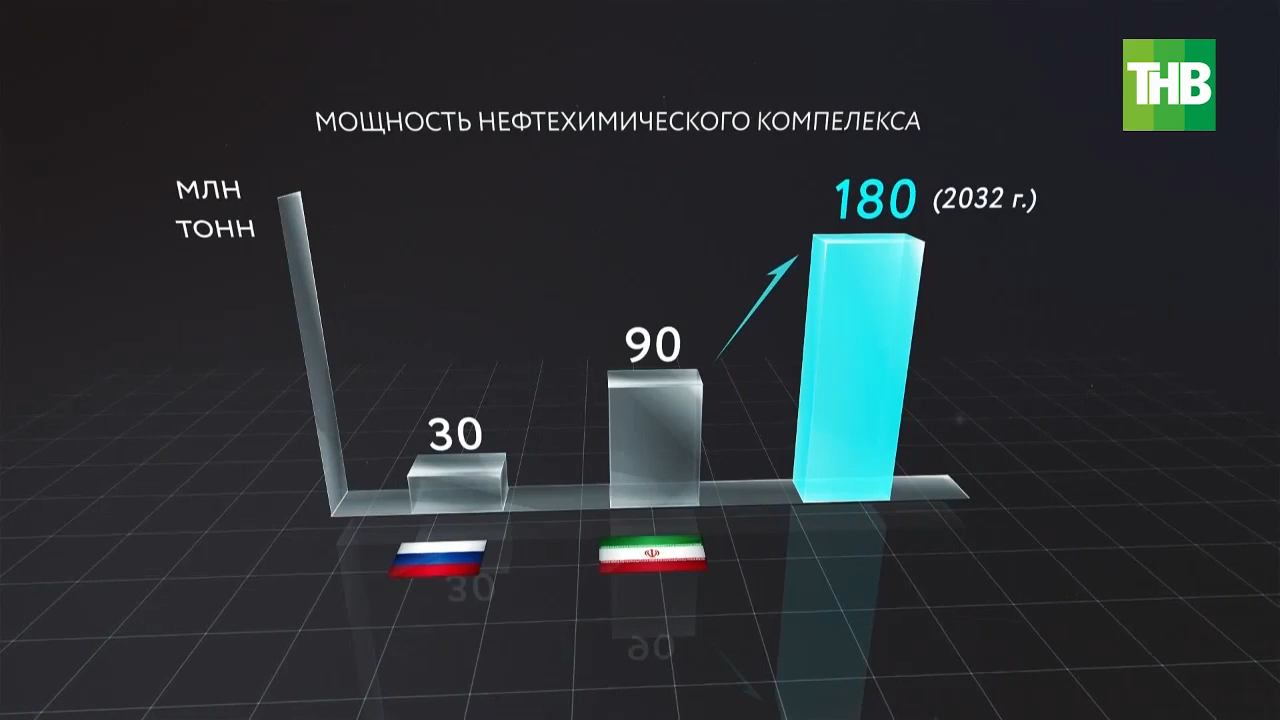 ТНВ
МОЩНОСТЬ НЕФТЕХИМИЧЕСКОГО КОМПЕЛЕКСА
МЛН
ТОНН
180 (2032 г.)
90
30